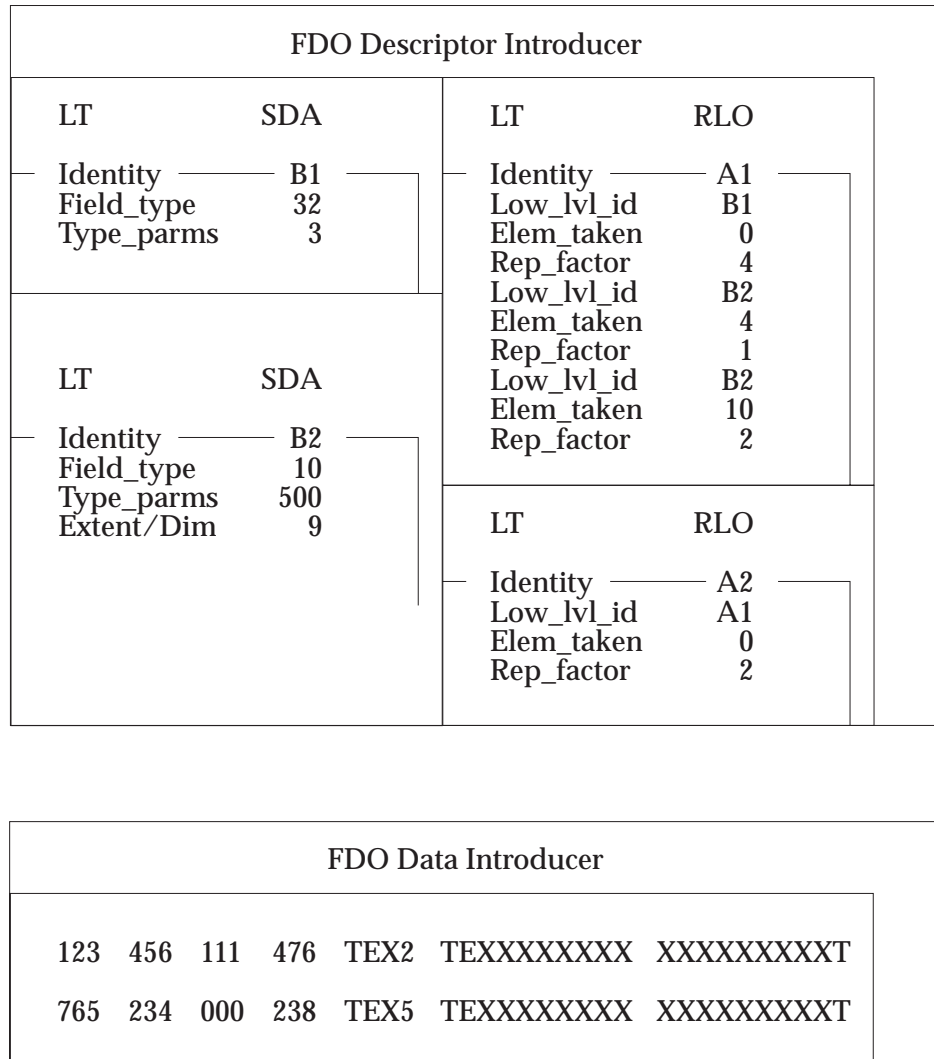 FDO Descriptor Introducer
LT SDA
Identity B1
Field_type 32
Type_parms 3
LT SDA
Identity B2
Field_type 10
Type_parms 500
Extent/Dim 9
LT RLO
Identity A1
Low_lvl_id B1
Elem_taken 0
Rep_factor 4
Low_lvl_id B2
Elem_taken 4
Rep_factor 1
Low_lvl_id B2
Elem_taken 10
Rep_factor 2
LT RLO
Identity A2
Low_lvl_id A1
Elem_taken 0
Rep_factor 2
FDO Data Introducer
123 456 111 476 TEX2 TEXXXXXXXX XXXXXXXXXT
765 234 000 238 TEX5 TEXXXXXXXX XXXXXXXXXT